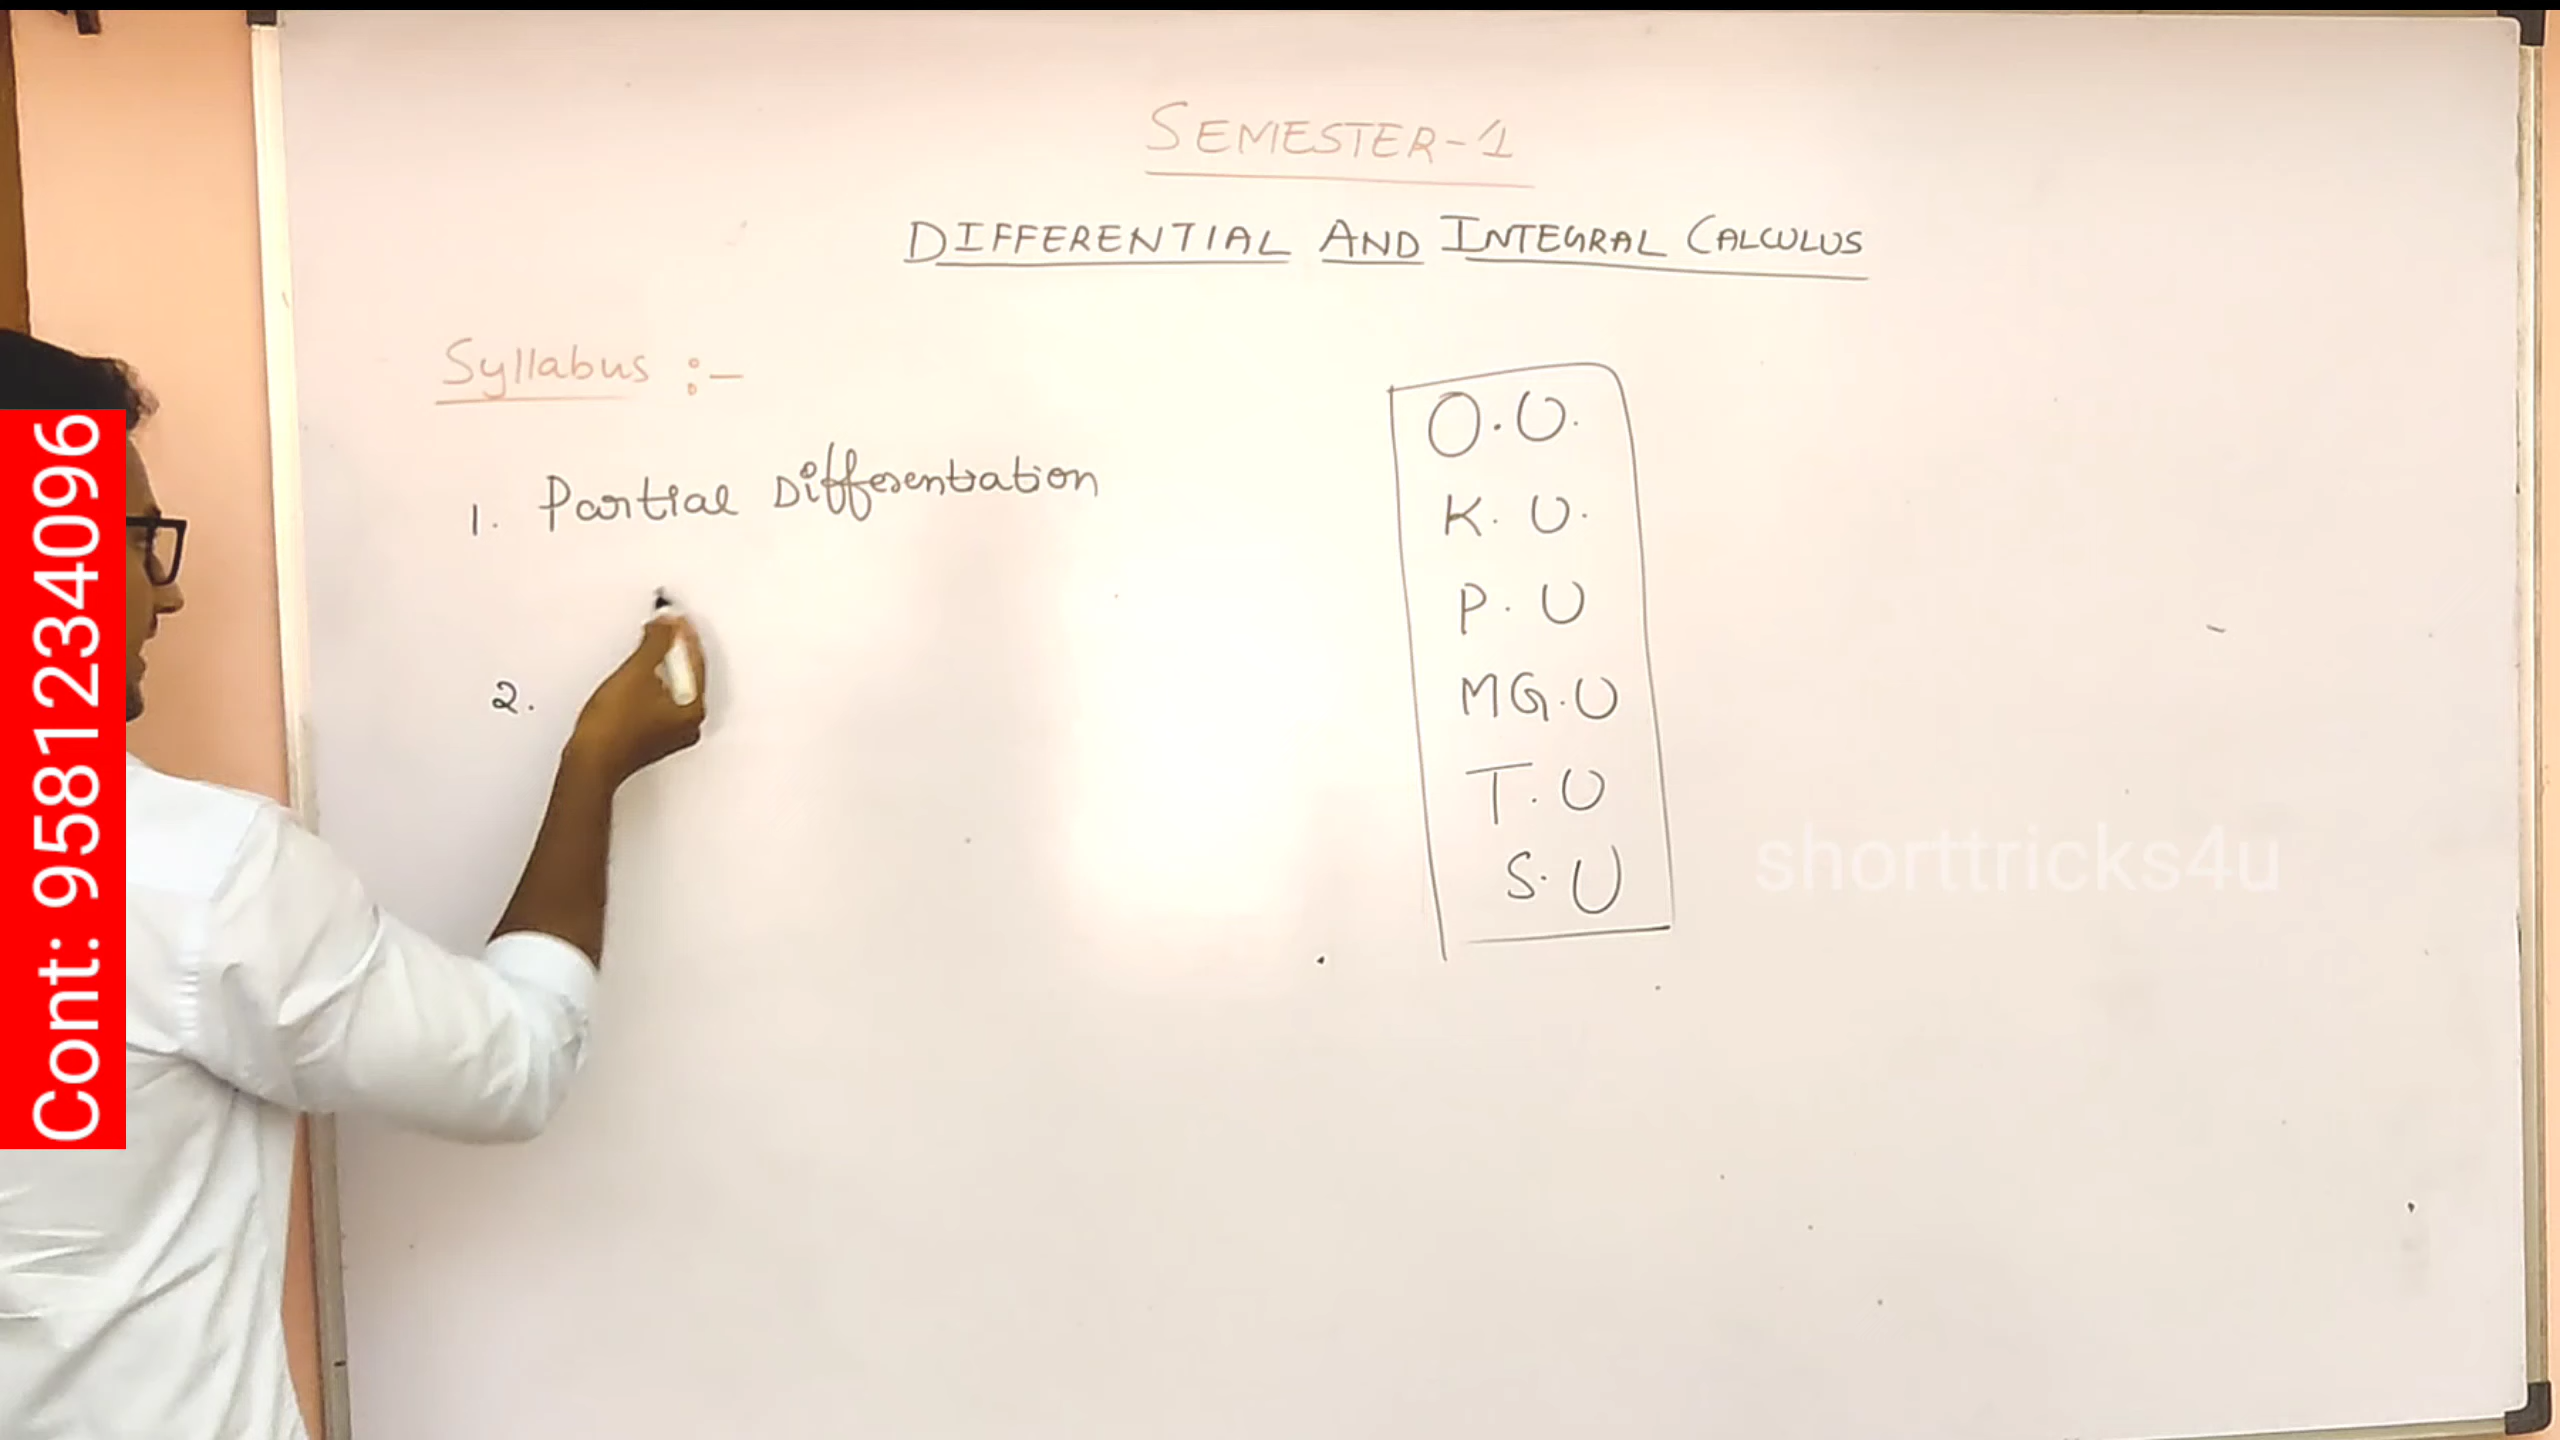 SEMESTER-1
DIFFERENTIAL AND INTEGRAL CALCULUS
Syllabus :-
1. Partial Differentiation
2.
O.U.
K.U.
P.U
MG.U
T.U
S.U
shorttricks4u
Cont: 9581234096